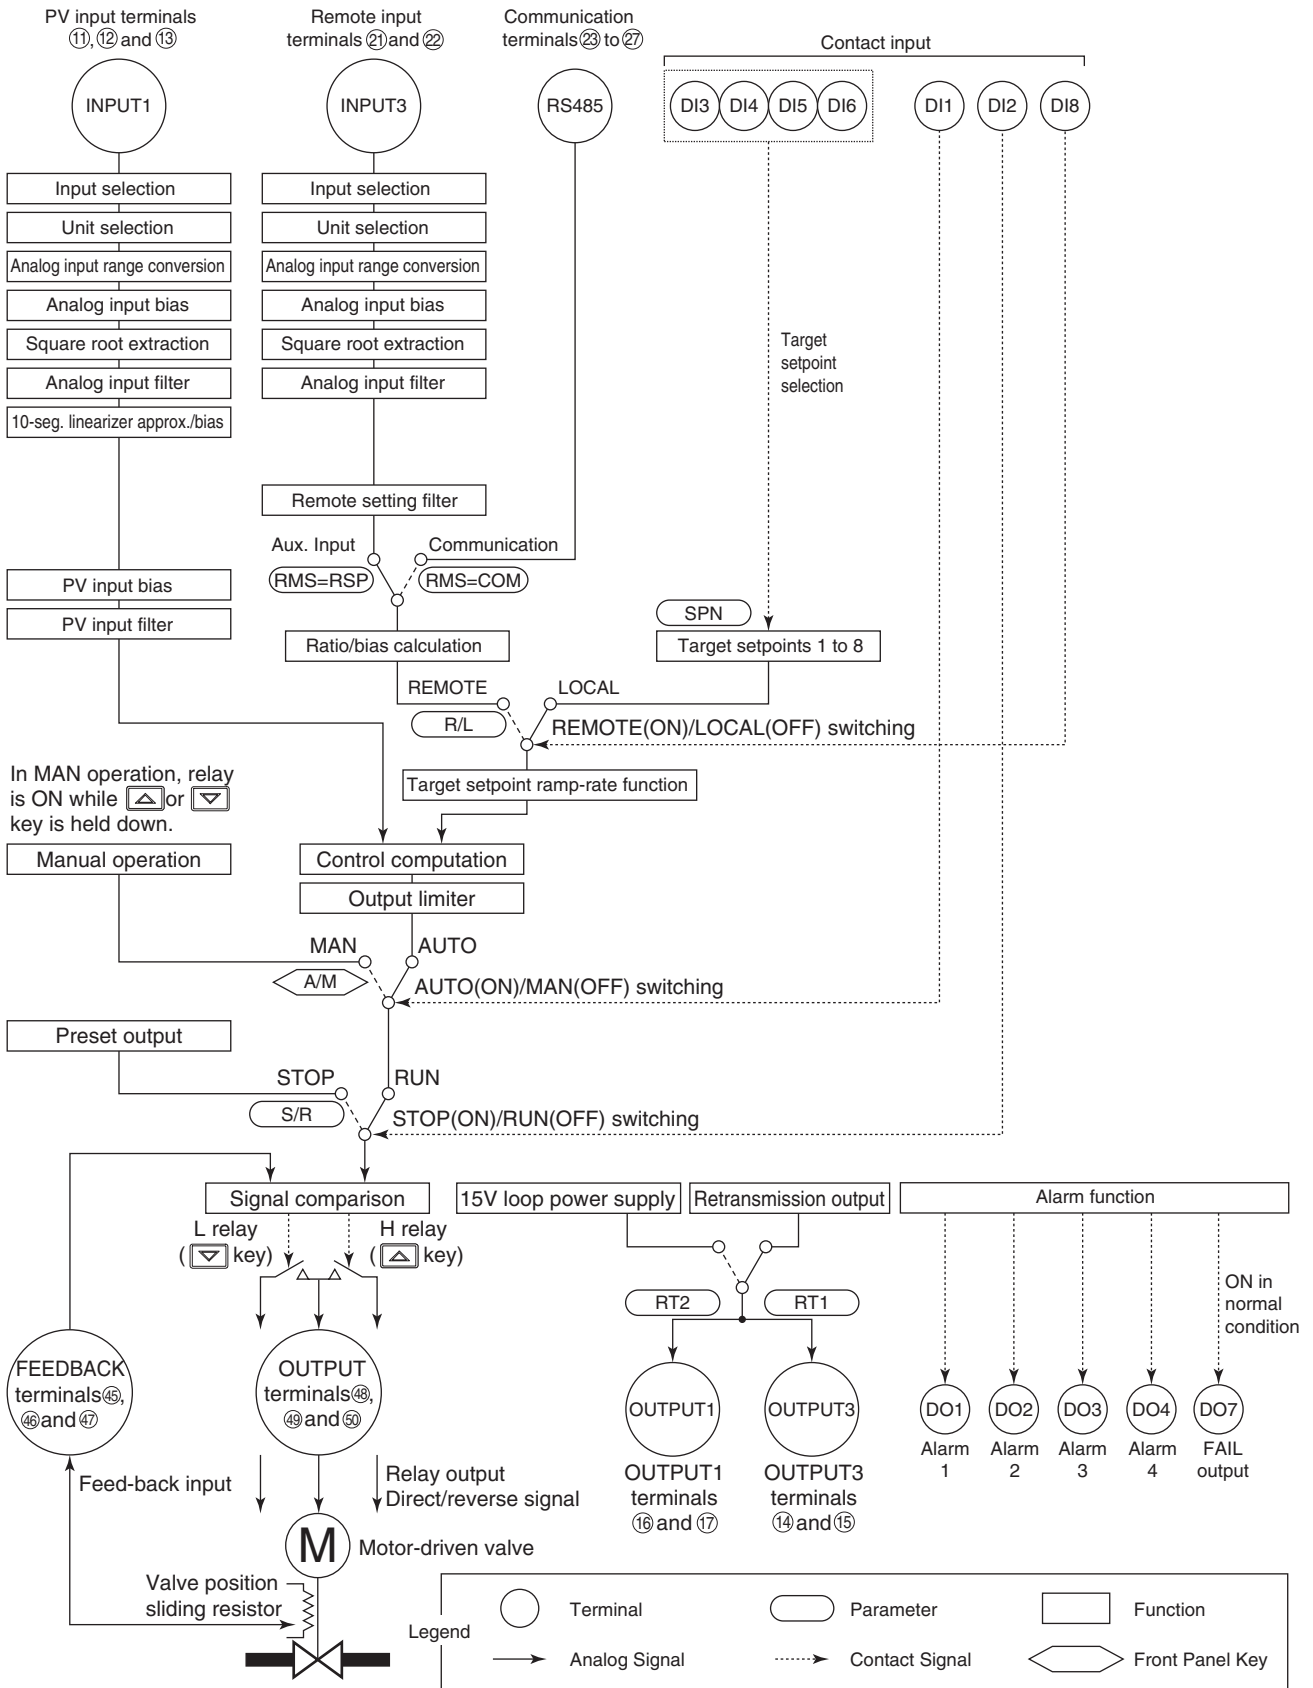 PV input terminals
⑪, ⑫ and ⑬
Remote input
terminals ㉑ and ㉒
Communication
terminals ㉓ to ㉗
Contact input
INPUT1
INPUT3
RS485
DI3
DI4
DI5
DI6
DI1
DI2
DI8
Input selection
Unit selection
Analog input range conversion
Analog input bias
Square root extraction
Analog input filter
10-seg. linearizer approx./bias
Input selection
Unit selection
Analog input range conversion
Analog input bias
Square root extraction
Analog input filter
Target
setpoint
selection
Remote setting filter
Aux. Input
Communication
RMS=RSP
RMS=COM
PV input bias
PV input filter
SPN
Ratio/bias calculation
Target setpoints 1 to 8
REMOTE
LOCAL
R/L
REMOTE(ON)/LOCAL(OFF) switching
Target setpoint ramp-rate function
In MAN operation, relay
is ON while △ or ▽
key is held down.
Manual operation
Control computation
Output limiter
MAN
AUTO
A/M
AUTO(ON)/MAN(OFF) switching
Preset output
STOP
RUN
S/R
STOP(ON)/RUN(OFF) switching
Signal comparison
15V loop power supply
Retransmission output
Alarm function
L relay
( ▽ key)
H relay
( △ key)
RT2
RT1
ON in
normal
condition
FEEDBACK
terminals㊺,
㊻ and ㊼
OUTPUT
terminals㊽,
㊾ and ㊿
OUTPUT1
OUTPUT3
DO1
DO2
DO3
DO4
DO7
Alarm
1
Alarm
2
Alarm
3
Alarm
4
FAIL
output
OUTPUT1
terminals
⑯ and ⑰
OUTPUT3
terminals
⑭ and ⑮
Feed-back input
Relay output
Direct/reverse signal
M
Motor-driven valve
Valve position
sliding resistor
Legend
Terminal
Parameter
Function
Analog Signal
Contact Signal
Front Panel Key